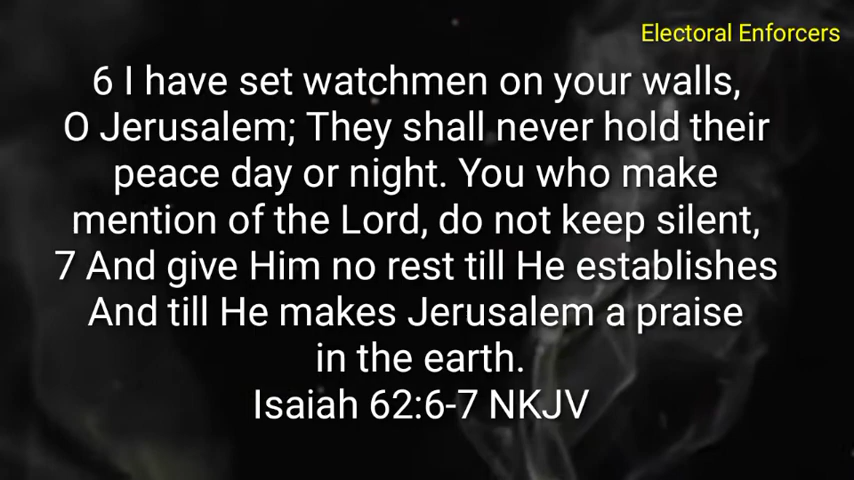 Electoral Enforcers
6 I have set watchmen on your walls,
O Jerusalem; They shall never hold their
peace day or night. You who make
mention of the Lord, do not keep silent,
7 And give Him no rest till He establishes
And till He makes Jerusalem a praise
in the earth.
Isaiah 62:6-7 NKJV